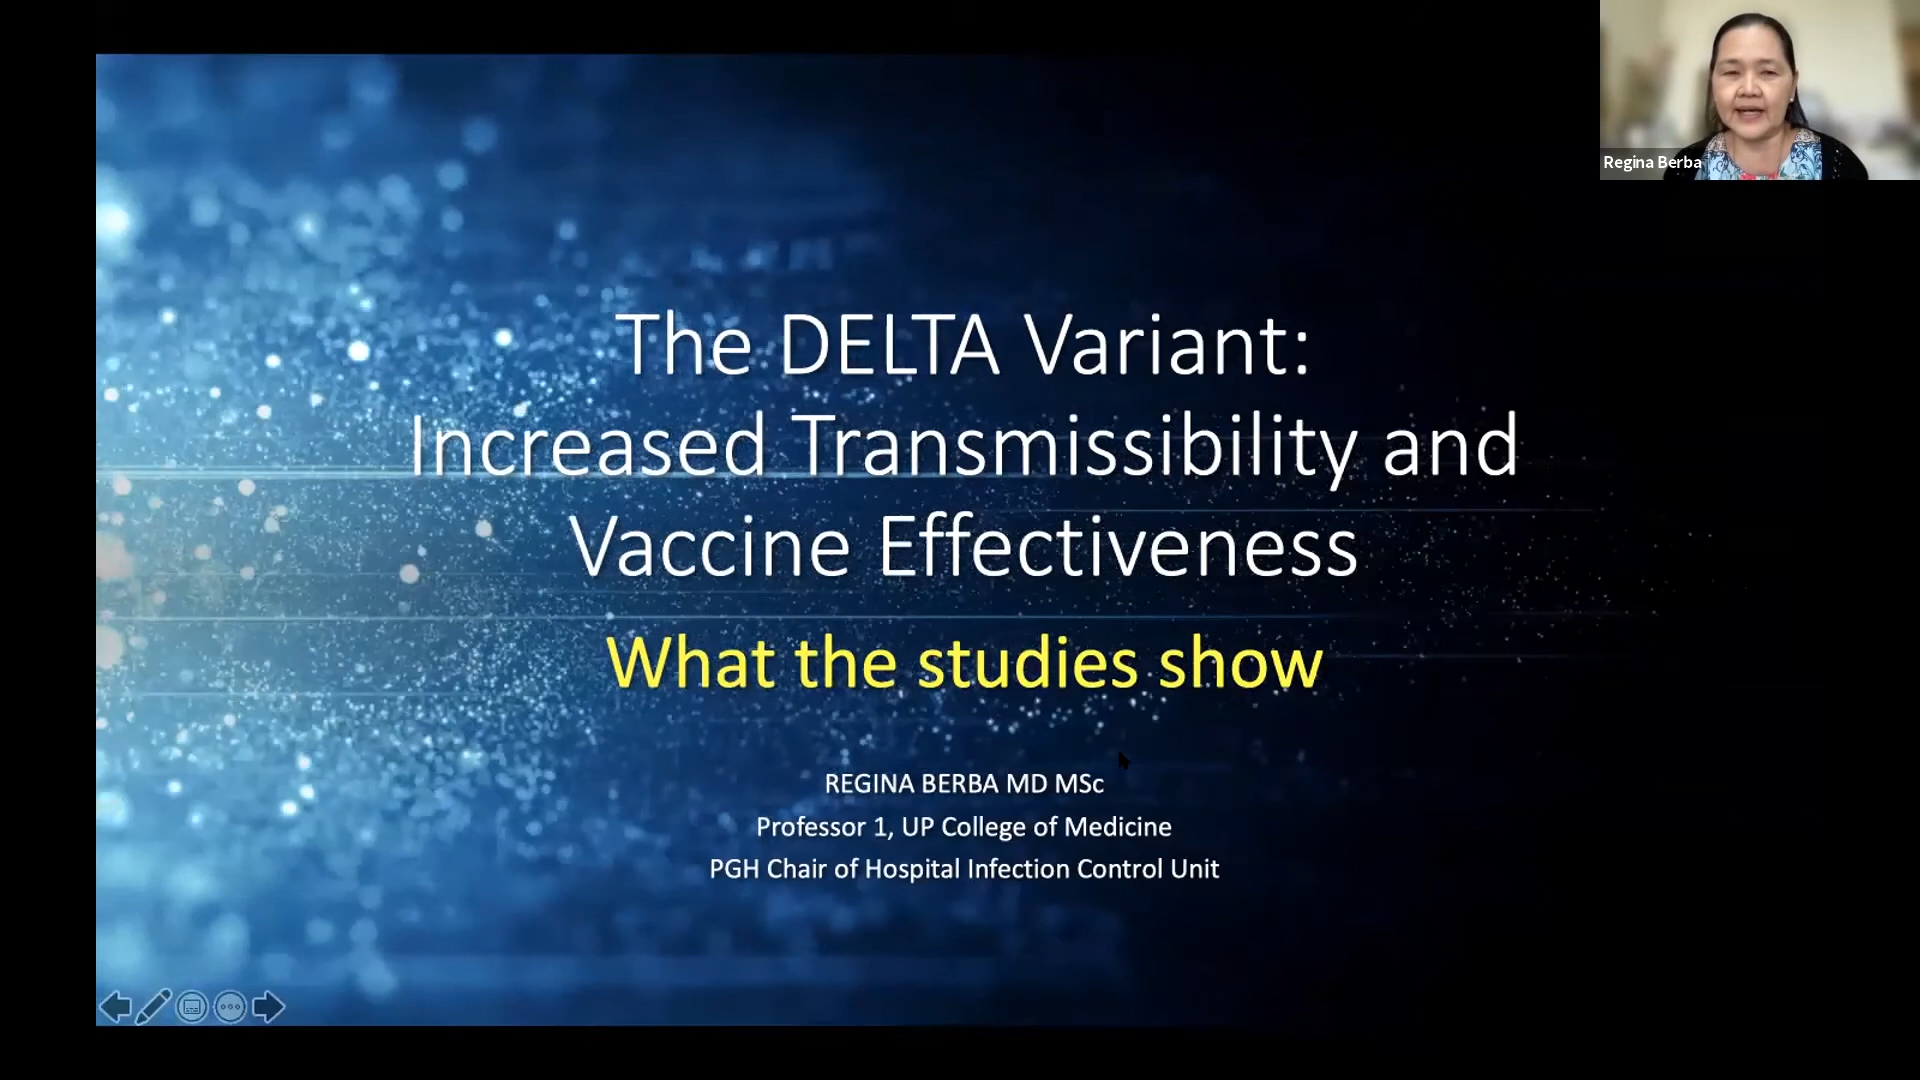 Regina Berba
The DELTA Variant:
Increased Transmissibility and
Vaccine Effectiveness
What the studies show
REGINA BERBA MD MSc
Professor 1, UP College of Medicine
PGH Chair of Hospital Infection Control Unit